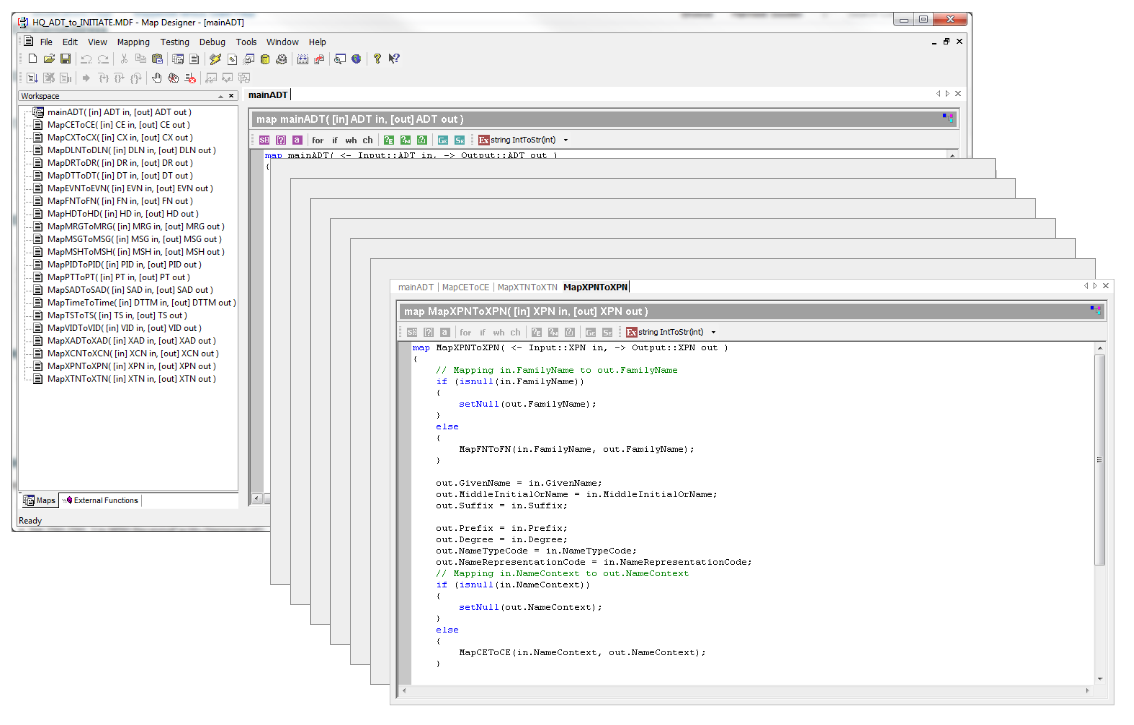 HQ_ADT_to_INITIATE.MDF - Map Designer - [mainADT]
File Edit View Mapping Testing Debug Tools Window Help
Workspace
mainADT( [in] ADT in, [out] ADT out )
MapCEToCE( [in] CE in, [out] CE out )
MapCXToCX( [in] CX in, [out] CX out )
MapDLNToDLN( [in] DLN in, [out] DLN out )
MapDRToDR( [in] DR in, [out] DR out )
MapDTToDT( [in] DT in, [out] DT out )
MapEVNToEVN( [in] EVN in, [out] EVN out )
MapFNToFN( [in] FN in, [out] FN out )
MapHDToHD( [in] HD in, [out] HD out )
MapMRGToMRG( [in] MRG in, [out] MRG out )
MapMSGToMSG( [in] MSG in, [out] MSG out )
MapMSHToMSH( [in] MSH in, [out] MSH out )
MapPIDToPID( [in] PID in, [out] PID out )
MapPTToPT( [in] PT in, [out] PT out )
MapSADToSAD( [in] SAD in, [out] SAD out )
MapTimeToTime( [in] DTTM in, [out] DTTM out )
MapTSToTS( [in] TS in, [out] TS out )
MapVIDToVID( [in] VID in, [out] VID out )
MapXADToXAD( [in] XAD in, [out] XAD out )
MapXCNToXCN( [in] XCN in, [out] XCN out )
MapXPNToXPN( [in] XPN in, [out] XPN out )
MapXTNToXTN( [in] XTN in, [out] XTN out )
Maps External Functions
Ready
mainADT
map mainADT( [in] ADT in, [out] ADT out )
for if wh ch Ex string IntToStr(int)
map mainADT( <- Input::ADT in, -> Output::ADT out )
{
mainADT | MapCEToCE | MapXTNToXTN MapXPNToXPN
map MapXPNToXPN( [in] XPN in, [out] XPN out )
for if wh ch Ex string IntToStr(int)
map MapXPNToXPN( <- Input::XPN in, -> Output::XPN out )
{
// Mapping in.FamilyName to out.FamilyName
if (isnull(in.FamilyName))
{
setNull(out.FamilyName);
}
else
{
MapFNToFN(in.FamilyName, out.FamilyName);
}
out.GivenName = in.GivenName;
out.MiddleInitialOrName = in.MiddleInitialOrName;
out.Suffix = in.Suffix;
out.Prefix = in.Prefix;
out.Degree = in.Degree;
out.NameTypeCode = in.NameTypeCode;
out.NameRepresentationCode = in.NameRepresentationCode;
// Mapping in.NameContext to out.NameContext
if (isnull(in.NameContext))
{
setNull(out.NameContext);
}
else
{
MapCEToCE(in.NameContext, out.NameContext);
}